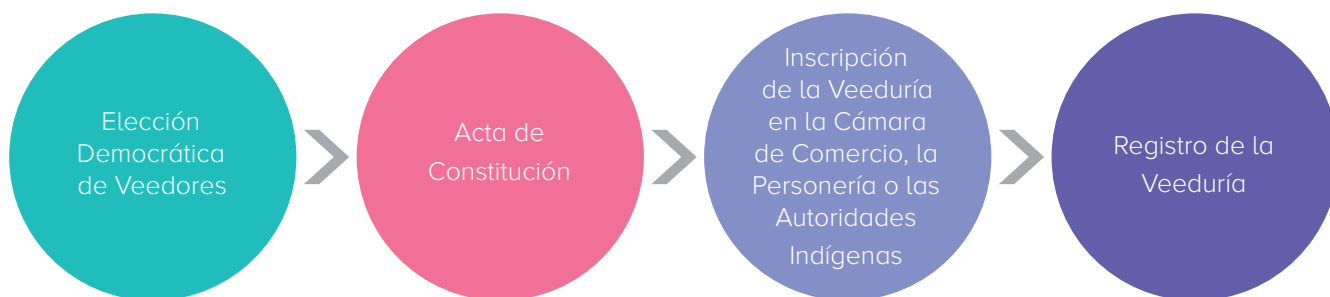 Elección
Democrática
de Veedores
Acta de
Constitución
Inscripción
de la Veeduría
en la Cámara
de Comercio, la
Personería o las
Autoridades
Indígenas
Registro de la
Veeduría